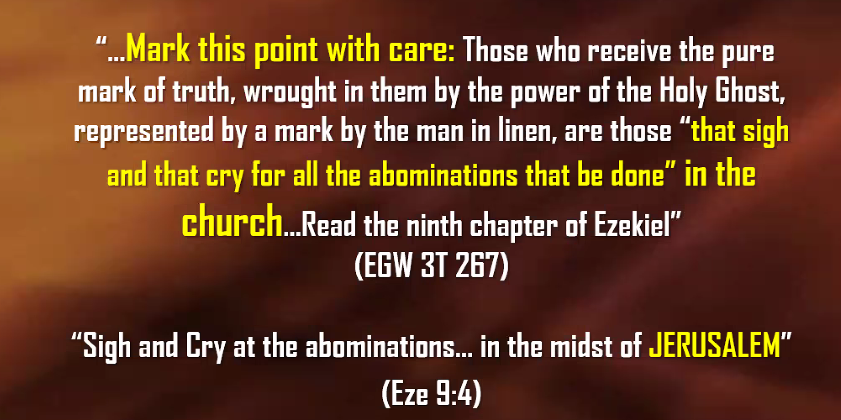 “...Mark this point with care: Those who receive the pure
mark of truth, wrought in them by the power of the Holy Ghost,
represented by a mark by the man in linen, are those “that sigh
and that cry for all the abominations that be done” in the
church...Read the ninth chapter of Ezekiel”
(EGW 3T 267)
“Sigh and Cry at the abominations... in the midst of JERUSALEM”
(Eze 9:4)